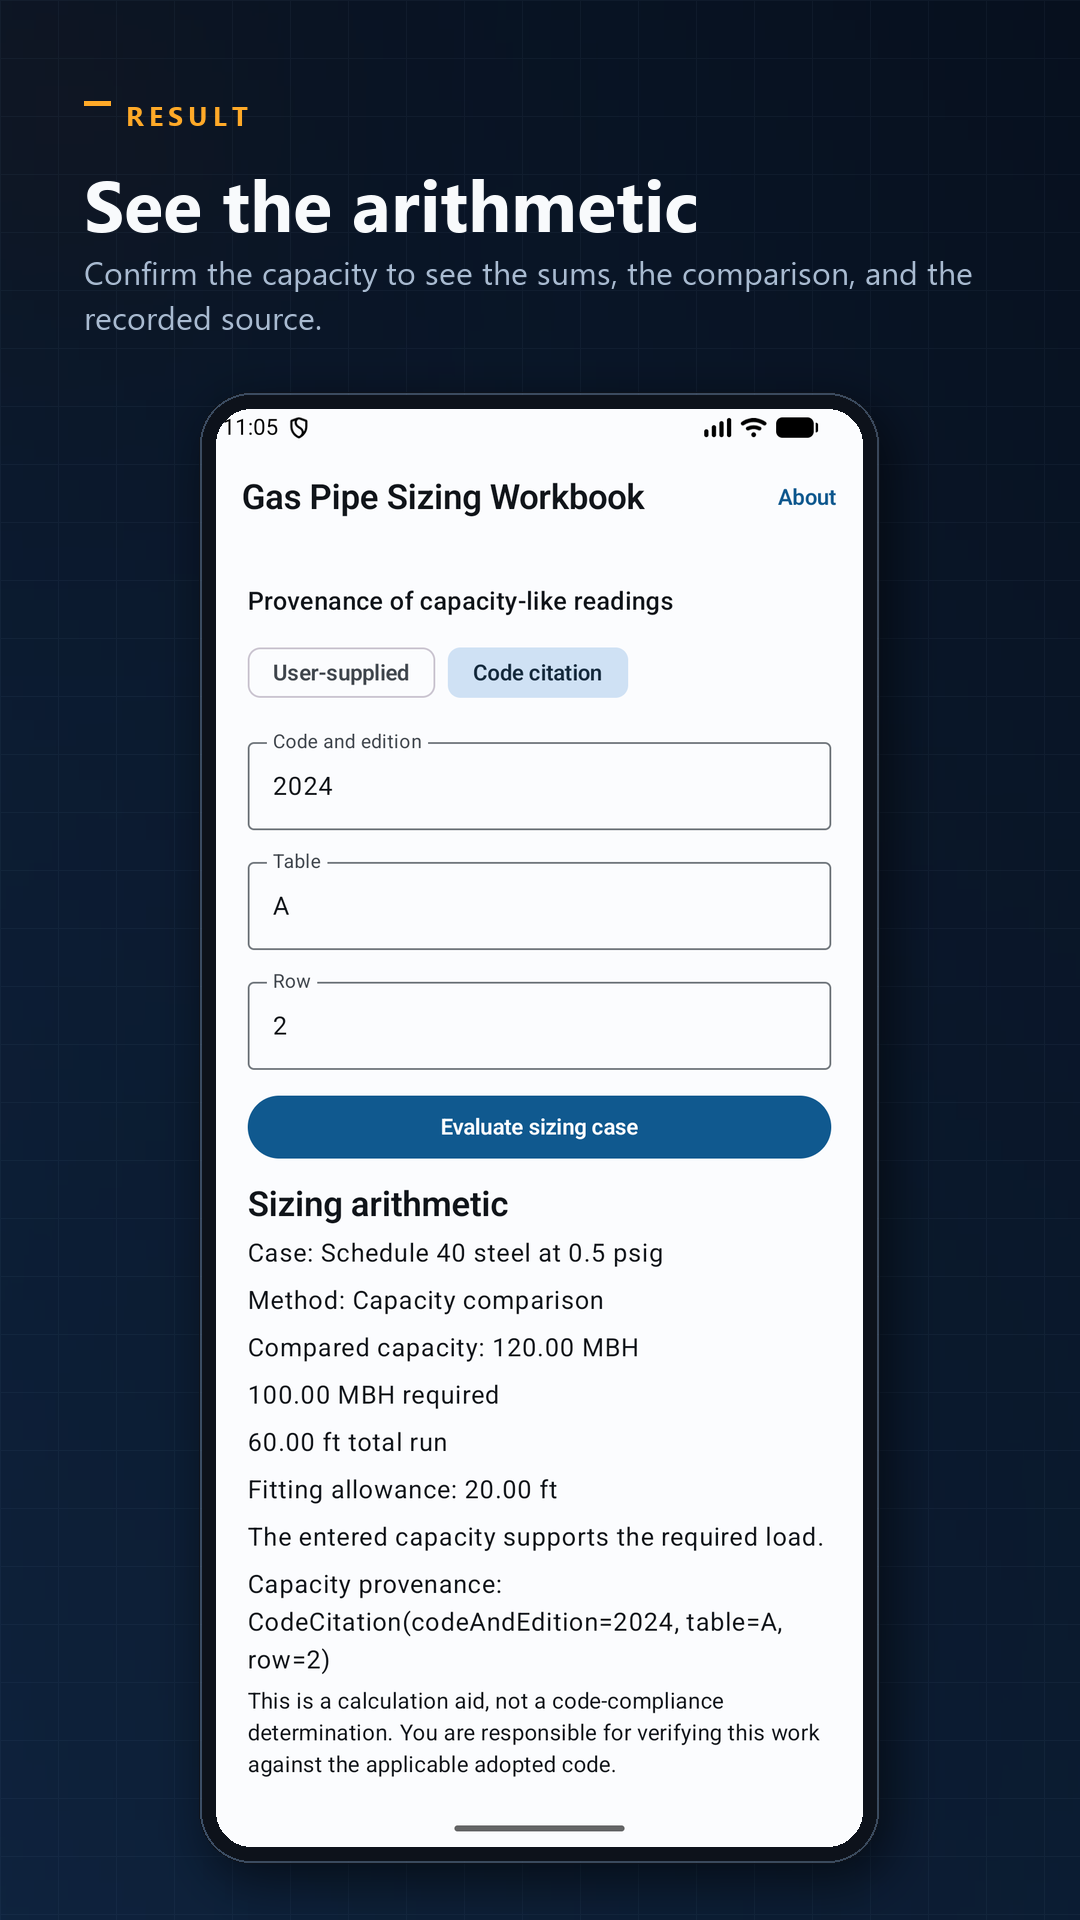 RESULT
See the arithmetic
Confirm the capacity to see the sums, the comparison, and the
recorded source.
11:05
Gas Pipe Sizing Workbook
About
Provenance of capacity-like readings
User-supplied
Code citation
Code and edition
2024
Table
A
Row
2
Evaluate sizing case
Sizing arithmetic
Case: Schedule 40 steel at 0.5 psig
Method: Capacity comparison
Compared capacity: 120.00 MBH
100.00 MBH required
60.00 ft total run
Fitting allowance: 20.00 ft
The entered capacity supports the required load.
Capacity provenance:
CodeCitation(codeAndEdition=2024, table=A,
row=2)
This is a calculation aid, not a code-compliance
determination. You are responsible for verifying this work
against the applicable adopted code.